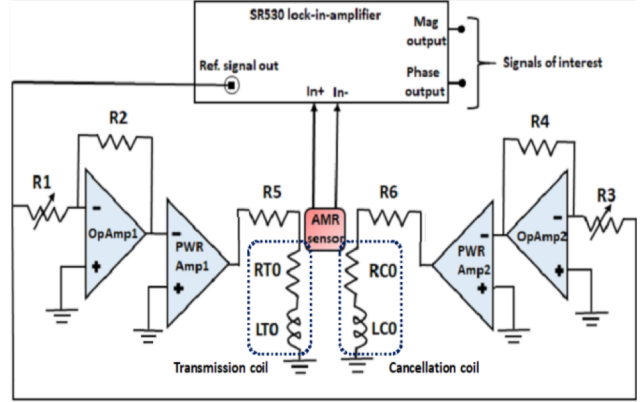 SR530 lock-in-amplifier
Mag
output
Ref. signal out
Phase
output
Signals of interest
In+ In-
R2
R4
R1
R5
R6
R3
-
-
-
-
OpAmp1
PWR
Amp1
AMR
sensor
PWR
Amp2
OpAmp2
+
+
+
+
RT0
RC0
LT0
LC0
Transmission coil
Cancellation coil